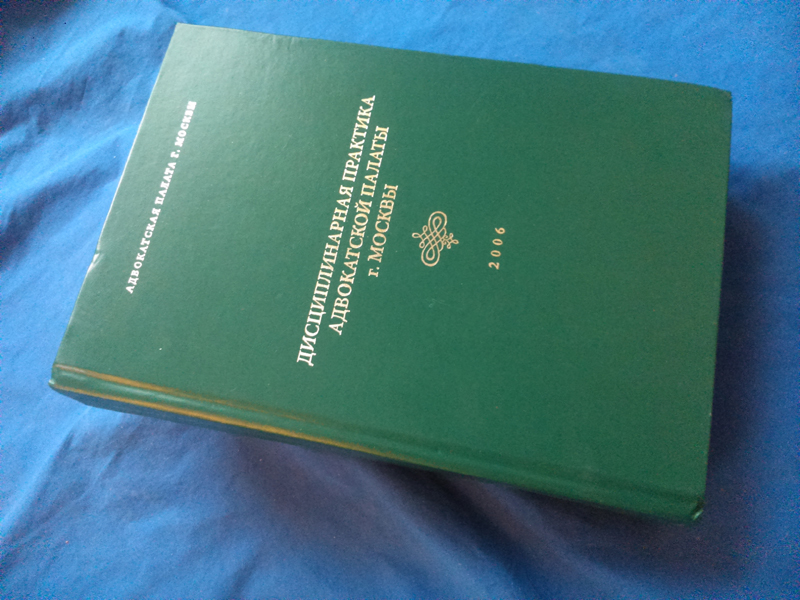 АДВОКАТСКАЯ ПАЛАТА Г. МОСКВЫ
ДИСЦИПЛИНАРНАЯ ПРАКТИКА
АДВОКАТСКОЙ ПАЛАТЫ
г. МОСКВЫ
2006